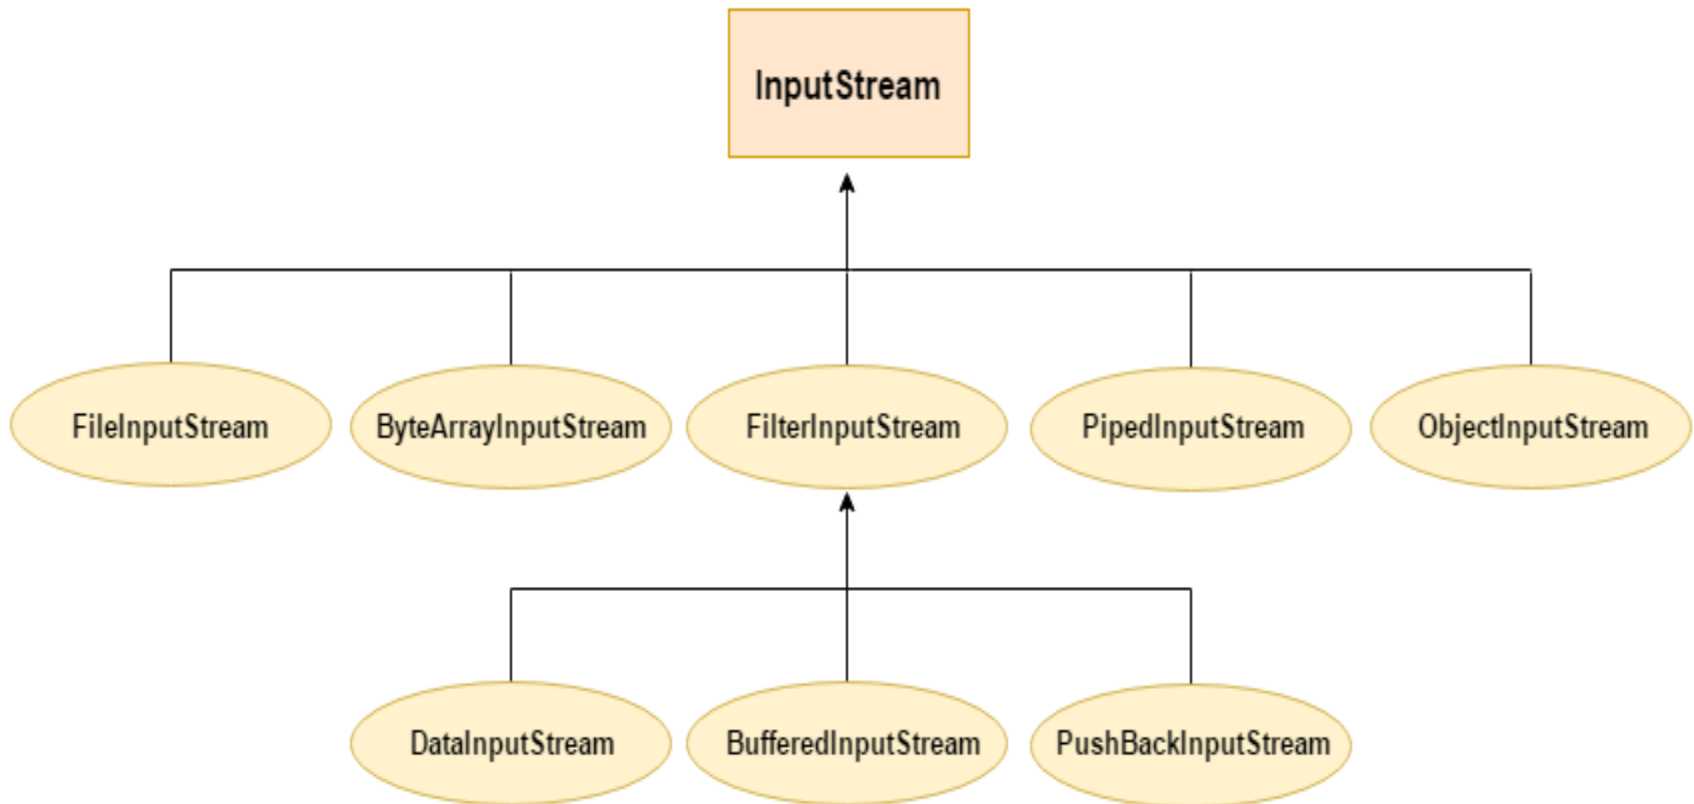 InputStream
FileInputStream
ByteArrayInputStream
FilterInputStream
PipedInputStream
ObjectInputStream
DataInputStream
BufferedInputStream
PushBackInputStream